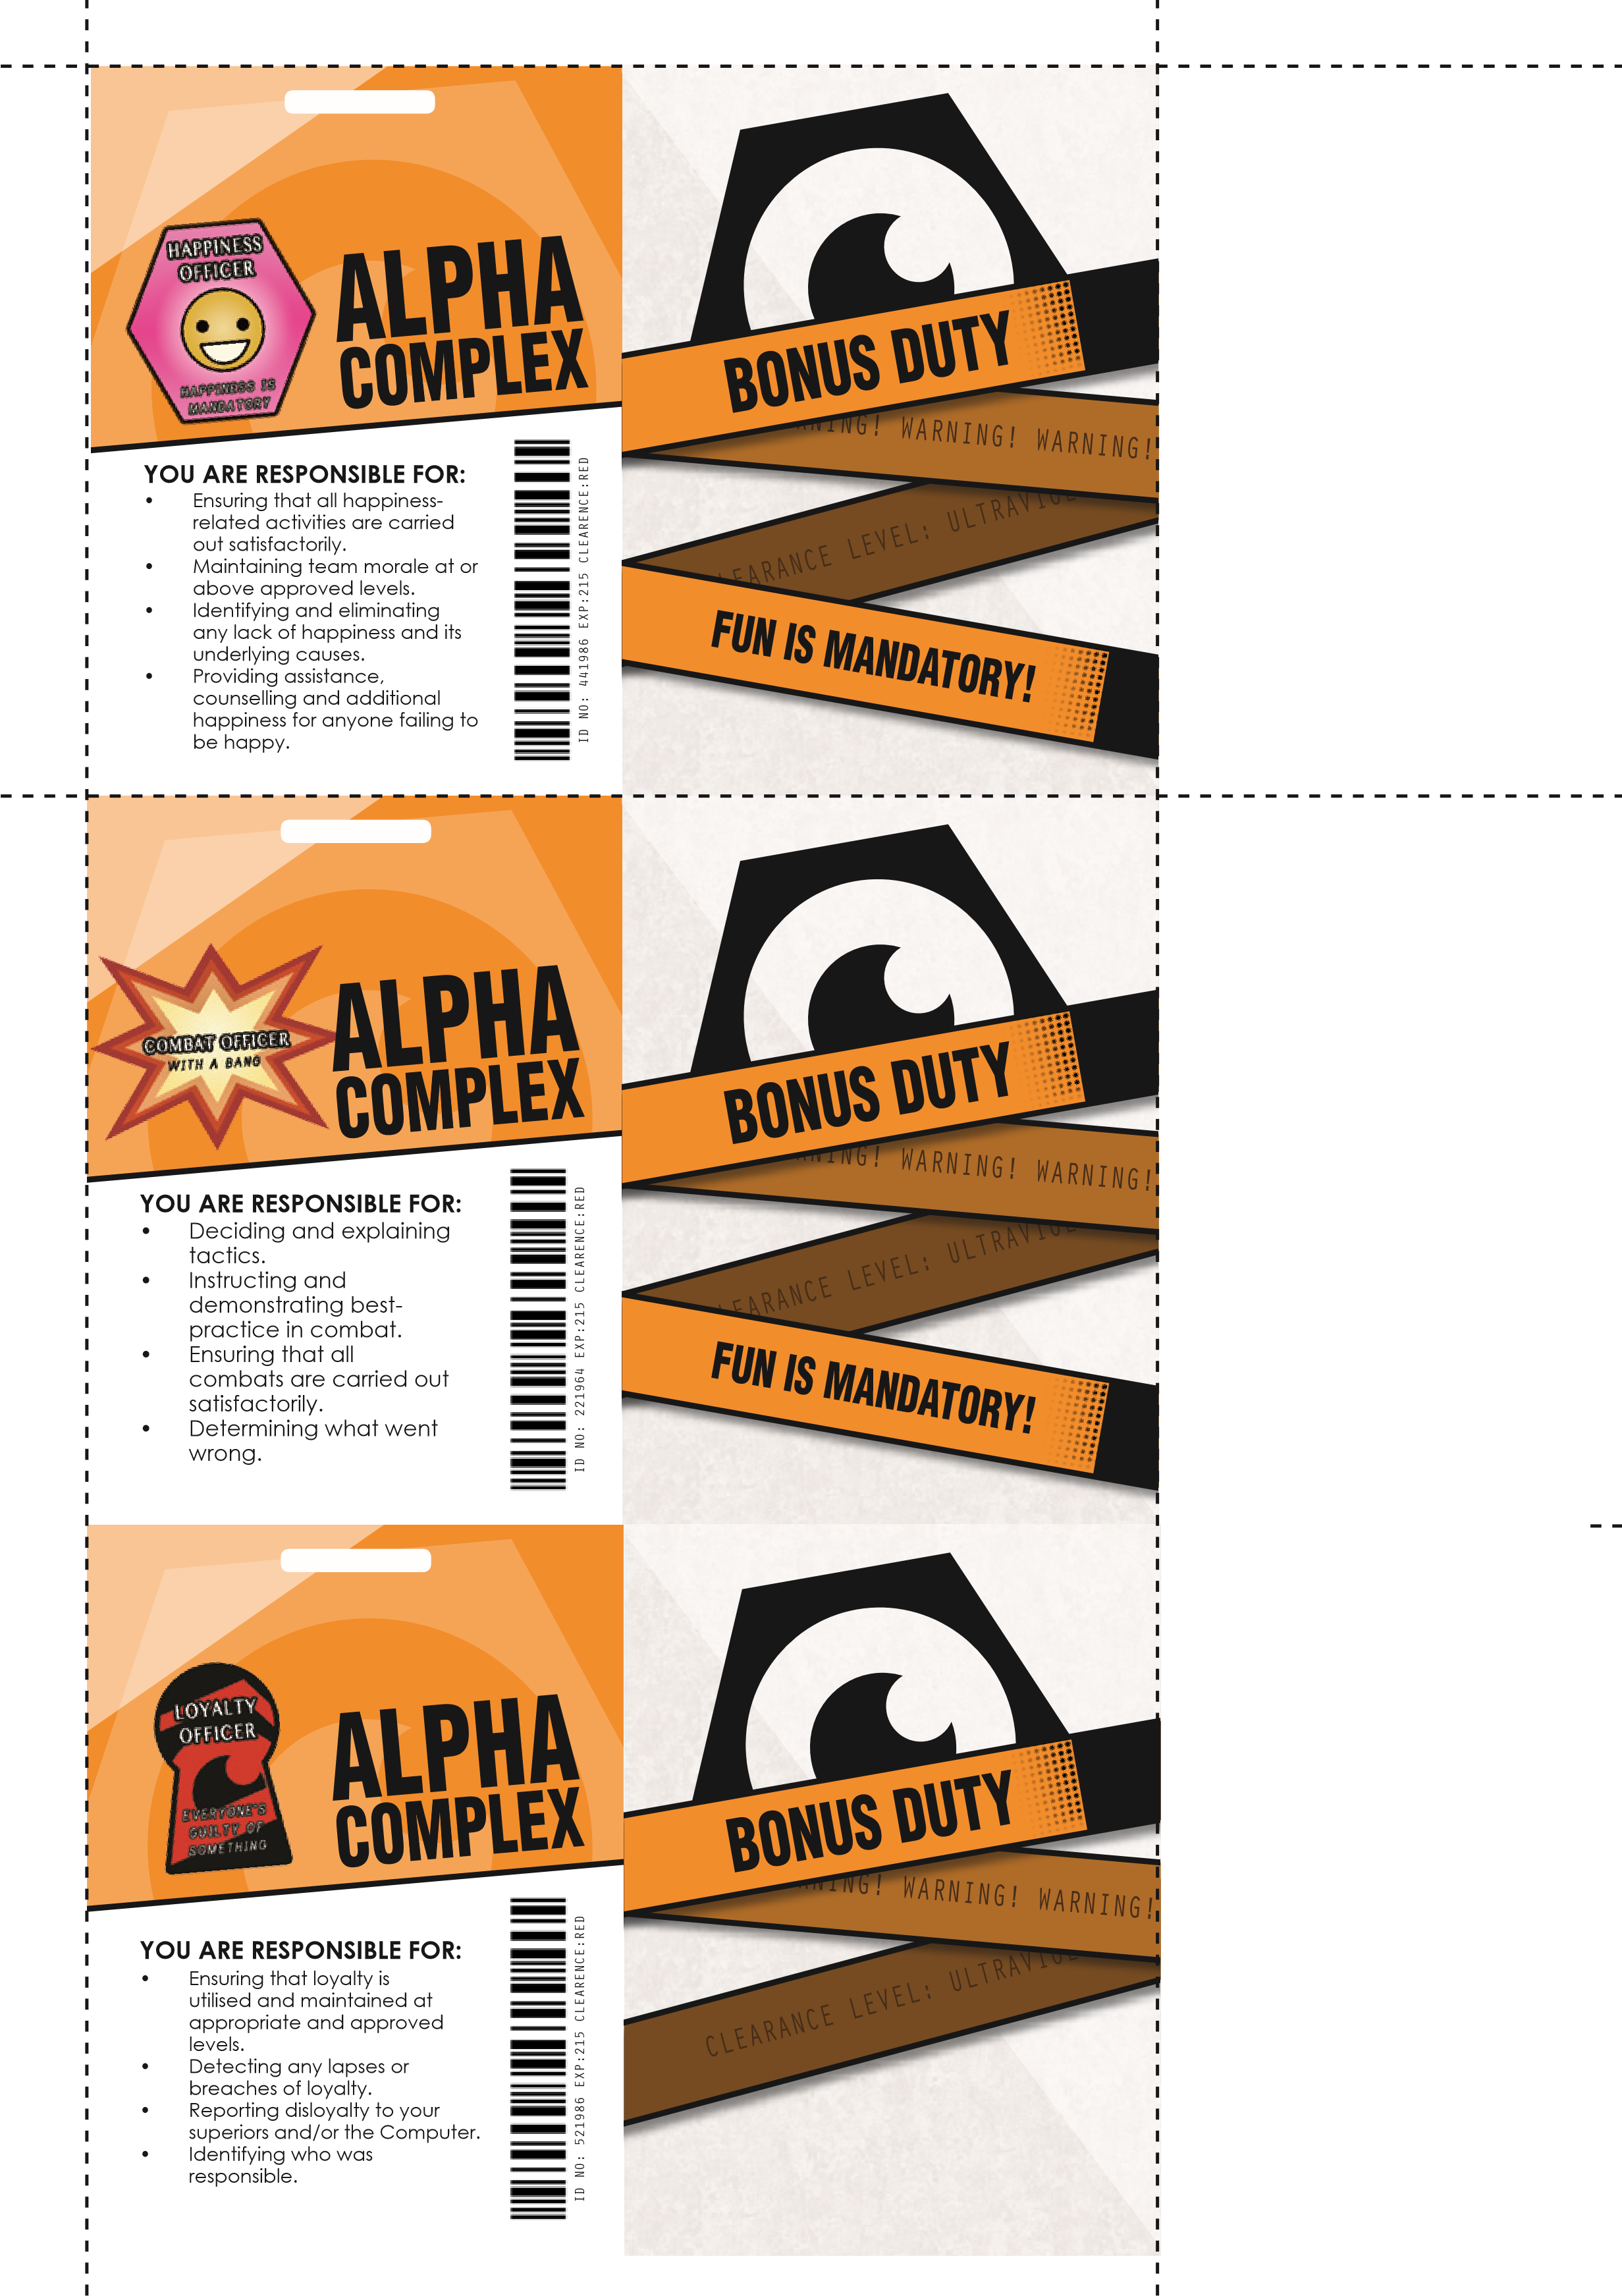 HAPPINESS
OFFICER
HAPPINESS IS
MANDATORY
ALPHA
COMPLEX
YOU ARE RESPONSIBLE FOR:
• Ensuring that all happiness-
related activities are carried
out satisfactorily.
• Maintaining team morale at or
above approved levels.
• Identifying and eliminating
any lack of happiness and its
underlying causes.
• Providing assistance,
counselling and additional
happiness for anyone failing to
be happy.
ID NO: 441986 EXP:215 CLEARENCE:RED
BONUS DUTY
WARNING! WARNING!
LEVEL:
FUN IS MANDATORY!
COMBAT OFFICER
WITH A BANG
ALPHA
COMPLEX
YOU ARE RESPONSIBLE FOR:
• Deciding and explaining
tactics.
• Instructing and
demonstrating best-
practice in combat.
• Ensuring that all
combats are carried out
satisfactorily.
• Determining what went
wrong.
ID NO: 221964 EXP:215 CLEARENCE:RED
BONUS DUTY
WARNING! WARNING!
LEVEL:
FUN IS MANDATORY!
LOYALTY
OFFICER
EVERYONE'S
GUILTY OF
SOMETHING
ALPHA
COMPLEX
YOU ARE RESPONSIBLE FOR:
• Ensuring that loyalty is
utilised and maintained at
appropriate and approved
levels.
• Detecting any lapses or
breaches of loyalty.
• Reporting disloyalty to your
superiors and/or the Computer.
• Identifying who was
responsible.
ID NO: 521986 EXP:215 CLEARENCE:RED
BONUS DUTY
WARNING! WARNING!
CLEARANCE LEVEL: